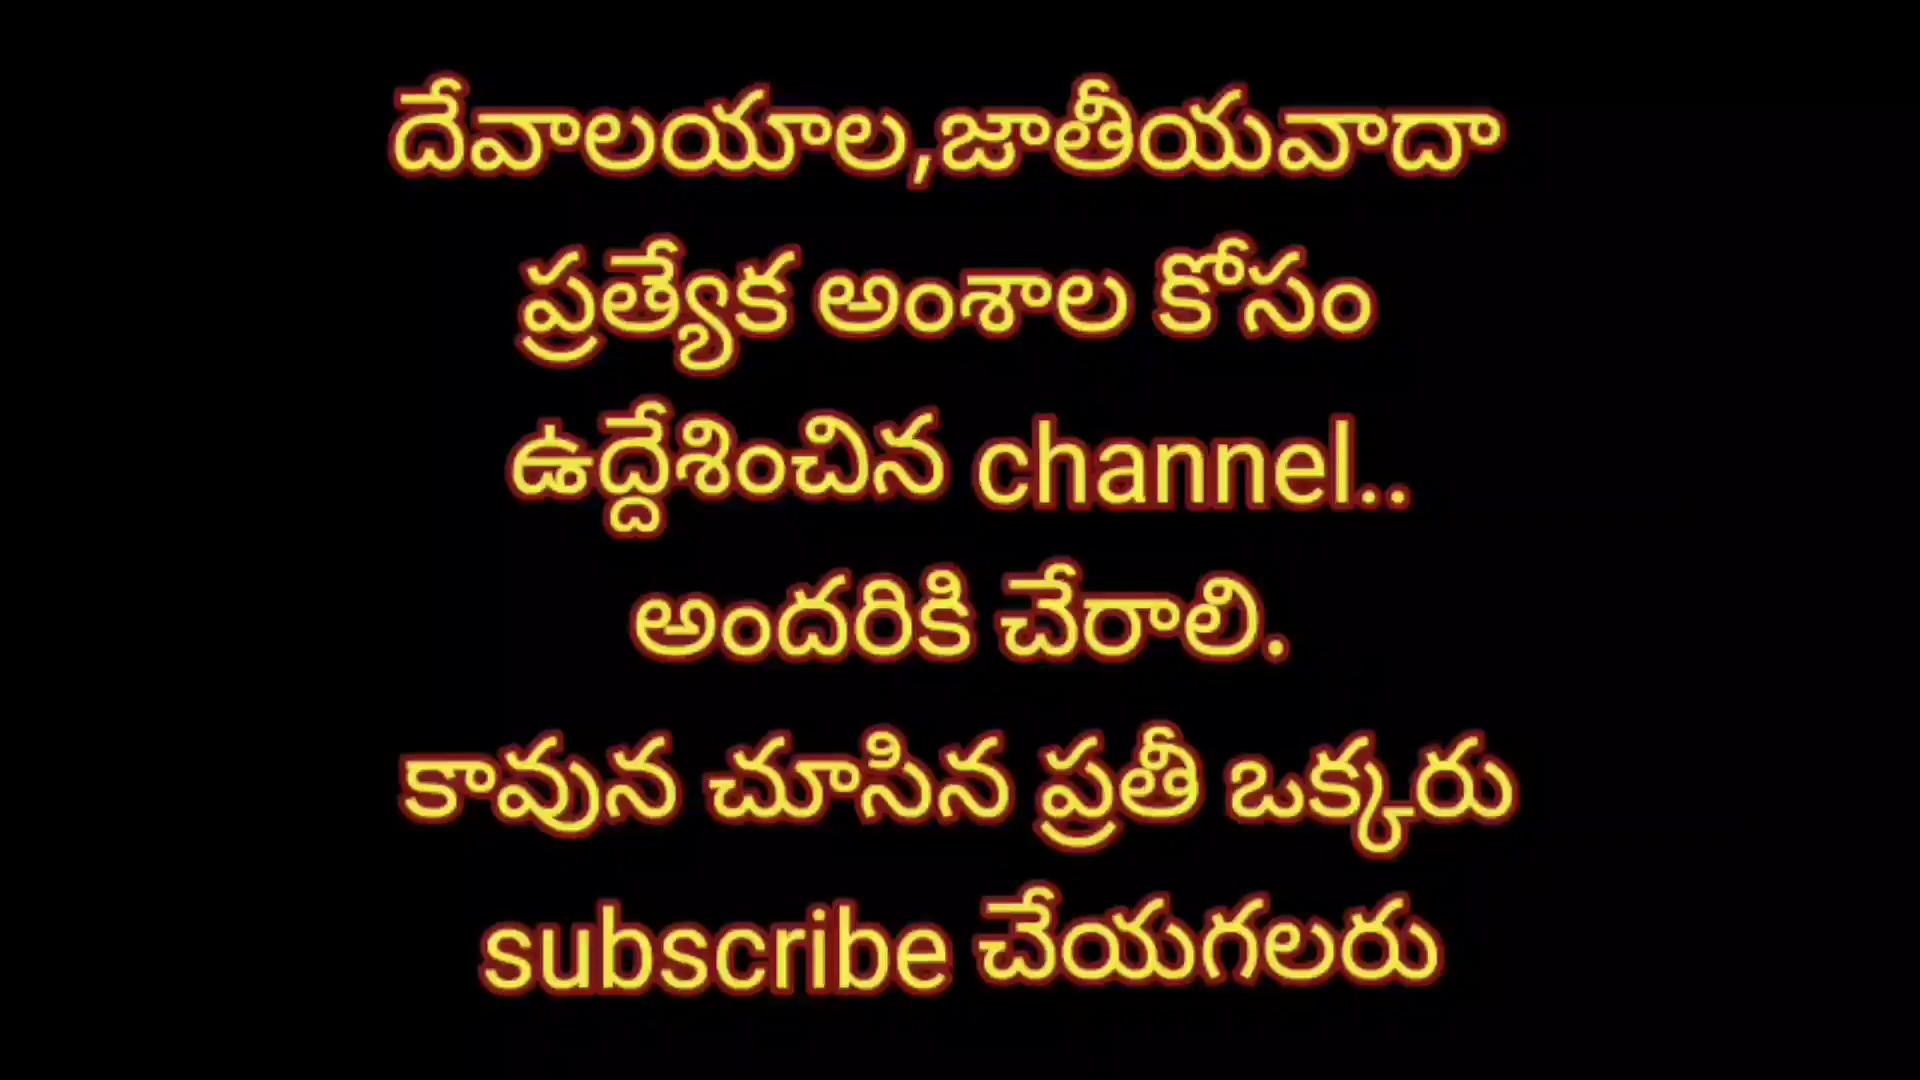 దేవాలయాల,జాతీయవాదా
ప్రత్యేక అంశాల కోసం
ఉద్దేశించిన channel..
అందరికి చేరాలి.
కావున చూసిన ప్రతీ ఒక్కరు
subscribe చేయగలరు